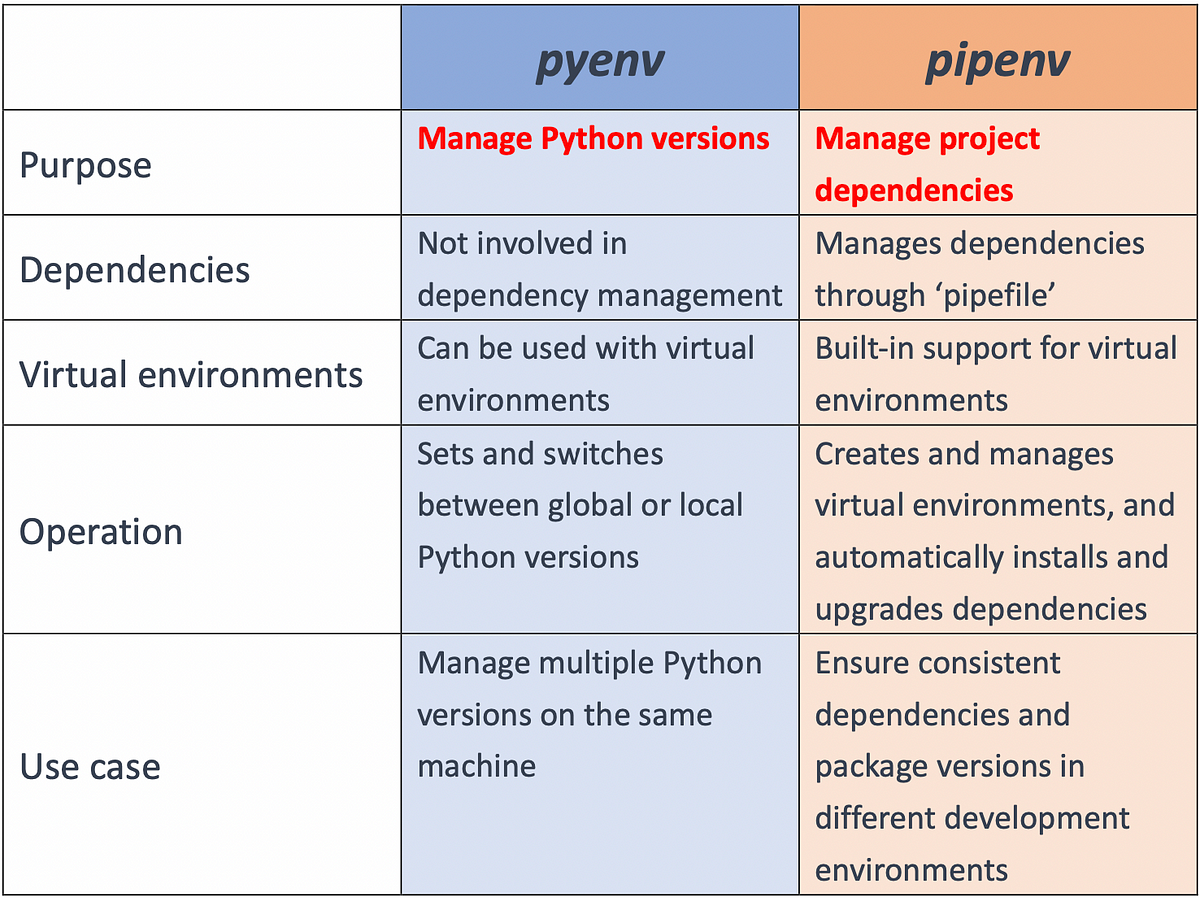 pyenv
pipenv
Purpose
Manage Python versions
Manage project
dependencies
Dependencies
Not involved in
dependency management
Manages dependencies
through ‘pipefile’
Virtual environments
Can be used with virtual
environments
Built-in support for virtual
environments
Operation
Sets and switches
between global or local
Python versions
Creates and manages
virtual environments, and
automatically installs and
upgrades dependencies
Use case
Manage multiple Python
versions on the same
machine
Ensure consistent
dependencies and
package versions in
different development
environments